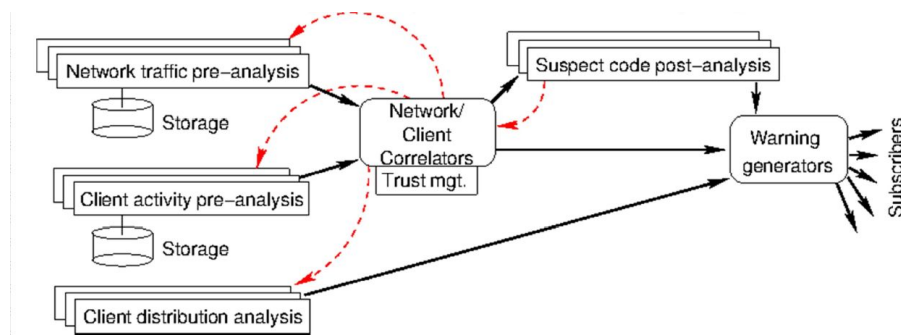 Network traffic pre-analysis
Storage
Client activity pre-analysis
Storage
Client distribution analysis
Network/
Client
Correlators
Trust mgt.
Suspect code post-analysis
Warning
generators
Subscribers